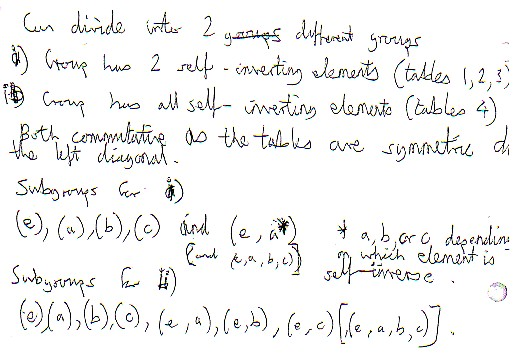 Can divide into 2 groups different groups
i) Group has 2 self-inverting elements (tables 1,2,3)
ii) Group has all self-inverting elements (tables 4)
Both commutative as the tables are symmetric
the left diagonal.
Subgroups for i)
(e), (a), (b), (c) and (e, a*) * a, b, or c depending
[and (e, a, b, c)] on which element is
self-inverse.
Subgroups for ii)
(e)(a), (b), (c), (e, a), (e, b), (e, c) [(e, a, b, c)].